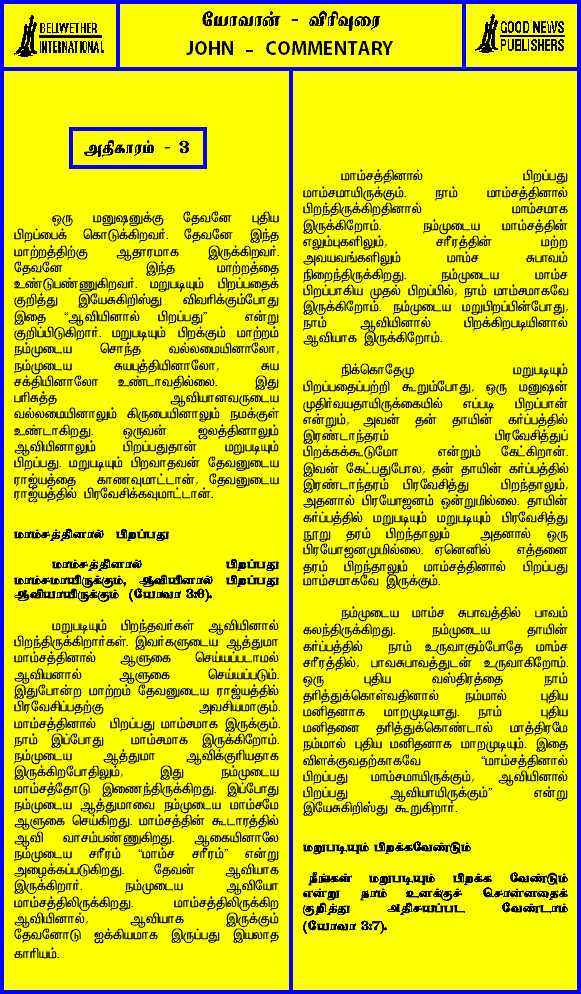 BELWETHER
INTERNATIONAL
யோவான் - விரிவுரை
JOHN - COMMENTARY
GOOD NEWS
PUBLISHERS
அதிகாரம் - 3
ஒரு மனுஷனுக்கு தேவனே புதிய
பிறப்பைக் கொடுக்கிறவர். தேவனே இந்த
மாற்றத்திற்கு ஆதாரமாக இருக்கிறவர்.
தேவனே இந்த மாற்றத்தை
உண்டுபண்ணுகிறவர். மறுபடியும் பிறப்பதைக்
குறித்து இயேசுகிறிஸ்து விவரிக்கும்போது
இதை “ஆவியினால் பிறப்பது” என்று
குறிப்பிடுகிறார். மறுபடியும் பிறக்கும் மாற்றம்
நம்முடைய சொந்த வல்லமையினாலோ,
நம்முடைய சுயபுத்தியினாலோ, சுய
சக்தியினாலோ உண்டாவதில்லை. இது
பரிசுத்த ஆவியானவருடைய
வல்லமையினாலும் கிருபையினாலும் நமக்குள்
உண்டாகிறது. ஒருவன் ஜலத்தினாலும்
ஆவியினாலும் பிறப்பதுதான் மறுபடியும்
பிறப்பது. மறுபடியும் பிறவாதவன் தேவனுடைய
ராஜ்யத்தை காணவுமாட்டான், தேவனுடைய
ராஜ்யத்தில் பிரவேசிக்கவுமாட்டான்.
மாம்சத்தினால் பிறப்பது
மாம்சத்தினால் பிறப்பது
மாம்சமாயிருக்கும், ஆவியினால் பிறப்பது
ஆவியாயிருக்கும் (யோவா 3:6).
மறுபடியும் பிறந்தவர்கள் ஆவியினால்
பிறந்திருக்கிறார்கள். இவர்களுடைய ஆத்துமா
மாம்சத்தினால் ஆளுகை செய்யப்படாமல்
ஆவியனால் ஆளுகை செய்யப்படும்.
இதுபோன்ற மாற்றம் தேவனுடைய ராஜ்யத்தில்
பிரவேசிப்பதற்கு அவசியமாகும்.
மாம்சத்தினால் பிறப்பது மாம்சமாக இருக்கும்.
நாம் இப்போது மாம்சமாக இருக்கிறோம்.
நம்முடைய ஆத்துமா ஆவிக்குரியதாக
இருக்கிறபோதிலும், இது நம்முடைய
மாம்சத்தோடு இணைந்திருக்கிறது. இப்போது
நம்முடைய ஆத்துமாவை நம்முடைய மாம்சமே
ஆளுகை செய்கிறது. மாம்சத்தின் கூடாரத்தில்
ஆவி வாசம்பண்ணுகிறது. ஆகையினாலே
நம்முடைய சரீரம் “மாம்ச சரீரம்” என்று
அழைக்கப்படுகிறது. தேவன் ஆவியாக
இருக்கிறார். நம்முடைய ஆவியோ
மாம்சத்திலிருக்கிறது. மாம்சத்திலிருக்கிற
ஆவியினால், ஆவியாக இருக்கும்
தேவனோடு ஐக்கியமாக இருப்பது இயலாத
காரியம்.
மாம்சத்தினால் பிறப்பது
மாம்சமாயிருக்கும். நாம் மாம்சத்தினால்
பிறந்திருக்கிறதினால் மாம்சமாக
இருக்கிறோம். நம்முடைய மாம்சத்தின்
எலும்புகளிலும், சரீரத்தின் மற்ற
அவயவங்களிலும் மாம்ச சுபாவம்
நிறைந்திருக்கிறது. நம்முடைய மாம்ச
பிறப்பாகிய முதல் பிறப்பில், நாம் மாம்சமாகவே
இருக்கிறோம். நம்முடைய மறுபிறப்பின்போது,
நாம் ஆவியினால் பிறக்கிறபடியினால்
ஆவியாக இருக்கிறோம்.
நிக்கொதேமு மறுபடியும்
பிறப்பதைப்பற்றி கூறும்போது, ஒரு மனுஷன்
முதிர்வயதாயிருக்கையில் எப்படி பிறப்பான்
என்றும், அவன் தன் தாயின் கர்ப்பத்தில்
இரண்டாந்தரம் பிரவேசித்துப்
பிறக்கக்கூடுமோ என்றும் கேட்கிறான்.
இவன் கேட்பதுபோல, தன் தாயின் கர்ப்பத்தில்
இரண்டாந்தரம் பிரவேசித்து பிறந்தாலும்,
அதனால் பிரயோஜனம் ஒன்றுமில்லை. தாயின்
கர்ப்பத்தில் மறுபடியும் மறுபடியும் பிரவேசித்து
நூறு தரம் பிறந்தாலும் அதனால் ஒரு
பிரயோஜனமுமில்லை. ஏனெனில் எத்தனை
தரம் பிறந்தாலும் மாம்சத்தினால் பிறப்பது
மாம்சமாகவே இருக்கும்.
நம்முடைய மாம்ச சுபாவத்தில் பாவம்
கலந்திருக்கிறது. நம்முடைய தாயின்
கர்ப்பத்தில் நாம் உருவாகும்போதே மாம்ச
சரீரத்தில், பாவசுபாவத்துடன் உருவாகிறோம்.
ஒரு புதிய வஸ்திரத்தை நாம்
தரித்துக்கொள்வதினால் நம்மால் புதிய
மனிதனாக மாறமுடியாது. நாம் புதிய
மனிதனை தரித்துக்கொண்டால் மாத்திரமே
நம்மால் புதிய மனிதனாக மாறமுடியும். இதை
விளக்குவதற்காகவே “மாம்சத்தினால்
பிறப்பது மாம்சமாயிருக்கும், ஆவியினால்
பிறப்பது ஆவியாயிருக்கும்” என்று
இயேசுகிறிஸ்து கூறுகிறார்.
மறுபடியும் பிறக்கவேண்டும்
நீங்கள் மறுபடியும் பிறக்க வேண்டும்
என்று நாம் உனக்குச் சொன்னதைக்
குறித்து அதிசயப்பட வேண்டாம்
(யோவா 3:7).